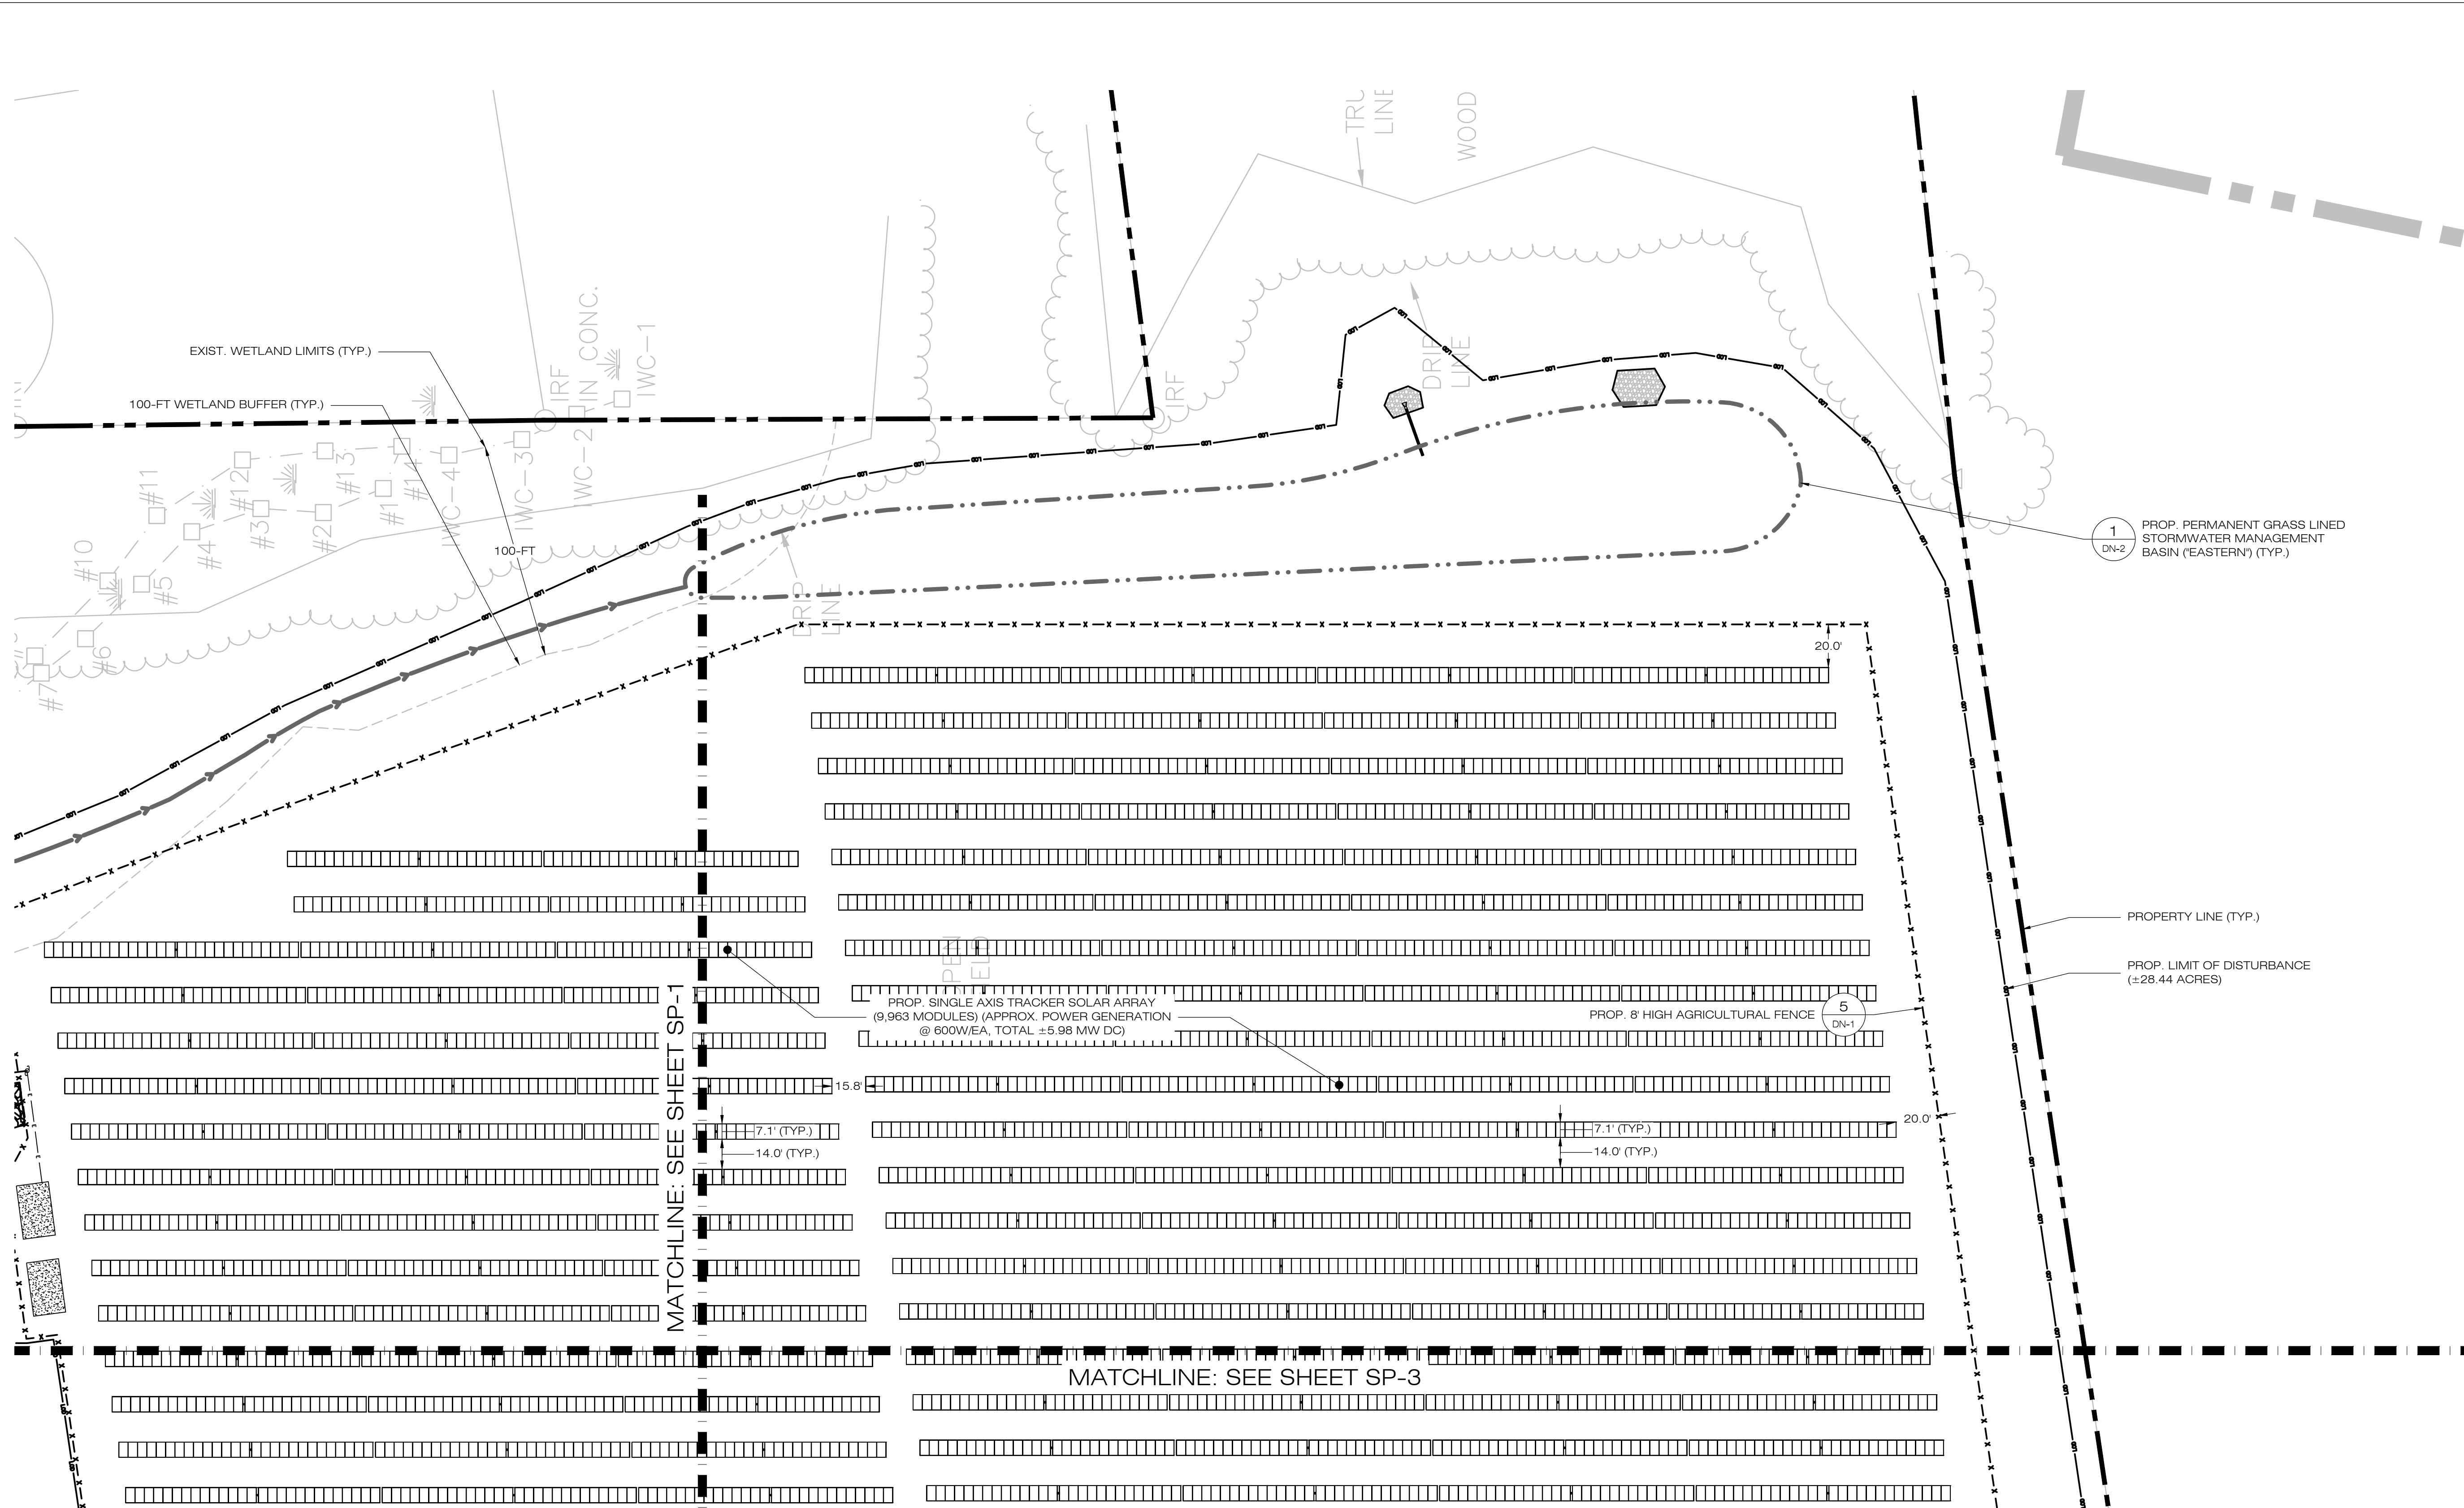 TRU
LINE
WOOD
EXIST. WETLAND LIMITS (TYP.)
100-FT WETLAND BUFFER (TYP.)
IRF
IN CONC.
IWC-1
WC-2
IWC-3
IWC-4
IRF
DRIP
LINE
#11
#12
#13
#14
#1
#2
#3
#4
#10
#5
#6
#7
100-FT
DRIP
LINE
1
DN-2
PROP. PERMANENT GRASS LINED
STORMWATER MANAGEMENT
BASIN ("EASTERN") (TYP.)
20.0'
PROPERTY LINE (TYP.)
PROP. LIMIT OF DISTURBANCE
(±28.44 ACRES)
PROP. SINGLE AXIS TRACKER SOLAR ARRAY
(9,963 MODULES) (APPROX. POWER GENERATION
@ 600W/EA, TOTAL ±5.98 MW DC)
PROP. 8' HIGH AGRICULTURAL FENCE
5
DN-1
15.8'
20.0'
7.1' (TYP.)
14.0' (TYP.)
7.1' (TYP.)
14.0' (TYP.)
MATCHLINE: SEE SHEET SP-1
MATCHLINE: SEE SHEET SP-3